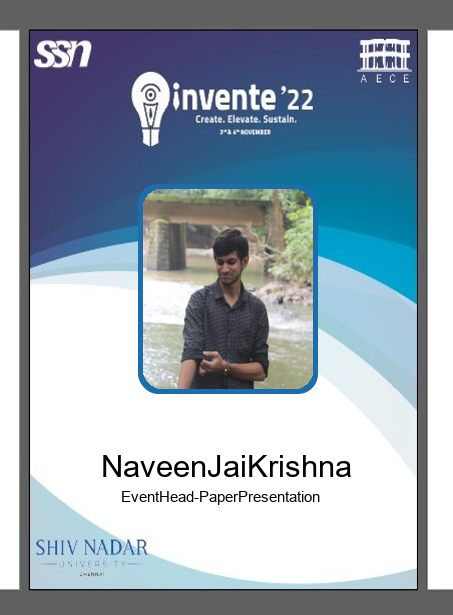 ssn
AECE
invente '22
Create. Elevate. Sustain.
3rd & 4th NOVEMBER
NaveenJaiKrishna
EventHead-PaperPresentation
SHIV NADAR
UNIVERSITY
CHENNAI